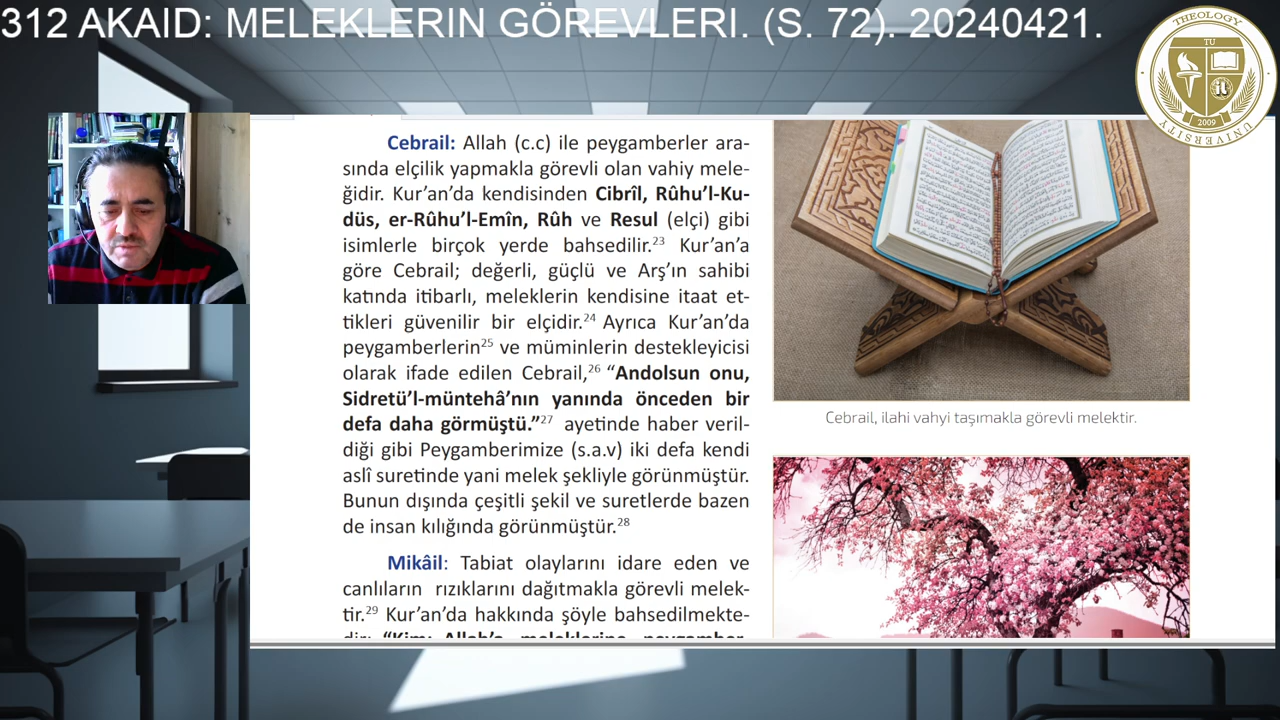 312 AKAID: MELEKLERIN GÖREVLERI. (S. 72). 20240421.
THEOLOGY
TU
2009
UNIVERSITY
Cebrail: Allah (c.c) ile peygamberler ara-
sında elçilik yapmakla görevli olan vahiy mele-
ğidir. Kur’an’da kendisinden Cibrîl, Rûhu’l-Ku-
düs, er-Rûhu’l-Emîn, Rûh ve Resul (elçi) gibi
isimlerle birçok yerde bahsedilir.23 Kur’an’a
göre Cebrail; değerli, güçlü ve Arş’ın sahibi
katında itibarlı, meleklerin kendisine itaat et-
tikleri güvenilir bir elçidir.24 Ayrıca Kur’an’da
peygamberlerin25 ve müminlerin destekleyicisi
olarak ifade edilen Cebrail,26 “Andolsun onu,
Sidretü’l-müntehâ’nın yanında önceden bir
defa daha görmüştü.”27 ayetinde haber veril-
diği gibi Peygamberimize (s.a.v) iki defa kendi
aslî suretinde yani melek şekliyle görünmüştür.
Bunun dışında çeşitli şekil ve suretlerde bazen
de insan kılığında görünmüştür.28
Mikâil: Tabiat olaylarını idare eden ve
canlıların rızıklarını dağıtmakla görevli melek-
tir.29 Kur’an’da hakkında şöyle bahsedilmekte-
dir: “Kim; Allah’a, meleklerine, peygamber-
Cebrail, ilahi vahyi taşımakla görevli melektir.